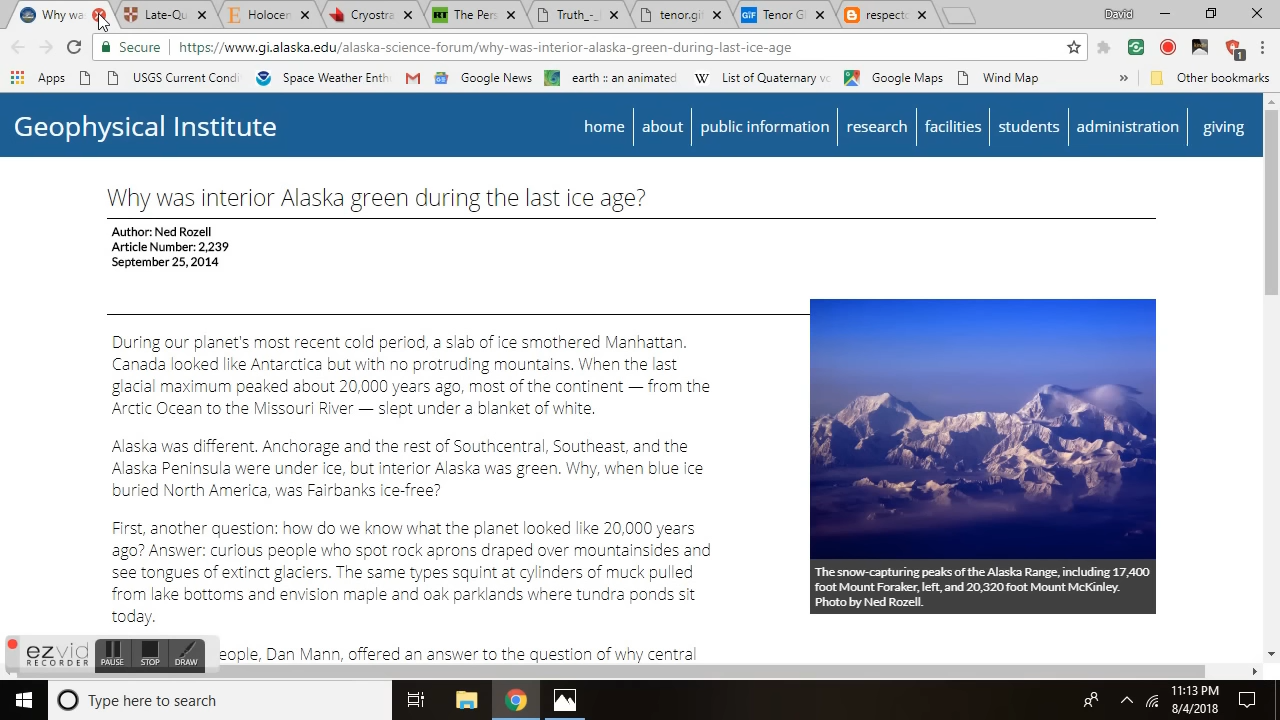 Why wa
Late-Qu
Holocen
Cryostra
The Pers
Truth_-_
tenor.gif
Tenor G
respecto
David
Secure
https://www.gi.alaska.edu/alaska-science-forum/why-was-interior-alaska-green-during-last-ice-age
1
Apps
USGS Current Condi
Space Weather Enth
Google News
earth :: an animated
List of Quaternary vo
Google Maps
Wind Map
»
Other bookmarks
Geophysical Institute
home
about
public information
research
facilities
students
administration
giving
Why was interior Alaska green during the last ice age?
Author: Ned Rozell
Article Number: 2,239
September 25, 2014
During our planet's most recent cold period, a slab of ice smothered Manhattan.
Canada looked like Antarctica but with no protruding mountains. When the last
glacial maximum peaked about 20,000 years ago, most of the continent — from the
Arctic Ocean to the Missouri River — slept under a blanket of white.
Alaska was different. Anchorage and the rest of Southcentral, Southeast, and the
Alaska Peninsula were under ice, but interior Alaska was green. Why, when blue ice
buried North America, was Fairbanks ice-free?
First, another question: how do we know what the planet looked like 20,000 years
ago? Answer: curious people who spot rock aprons draped over mountainsides and
see tongues of extinct glaciers. The same types squint at cylinders of muck pulled
from lake bottoms and envision maple and oak parklands where tundra ponds sit
today.
eople, Dan Mann, offered an answer to the question of why central
The snow-capturing peaks of the Alaska Range, including 17,400
foot Mount Foraker, left, and 20,320 foot Mount McKinley.
Photo by Ned Rozell.
ezvid
RECORDER
PAUSE
STOP
DRAW
Type here to search
11:13 PM
8/4/2018